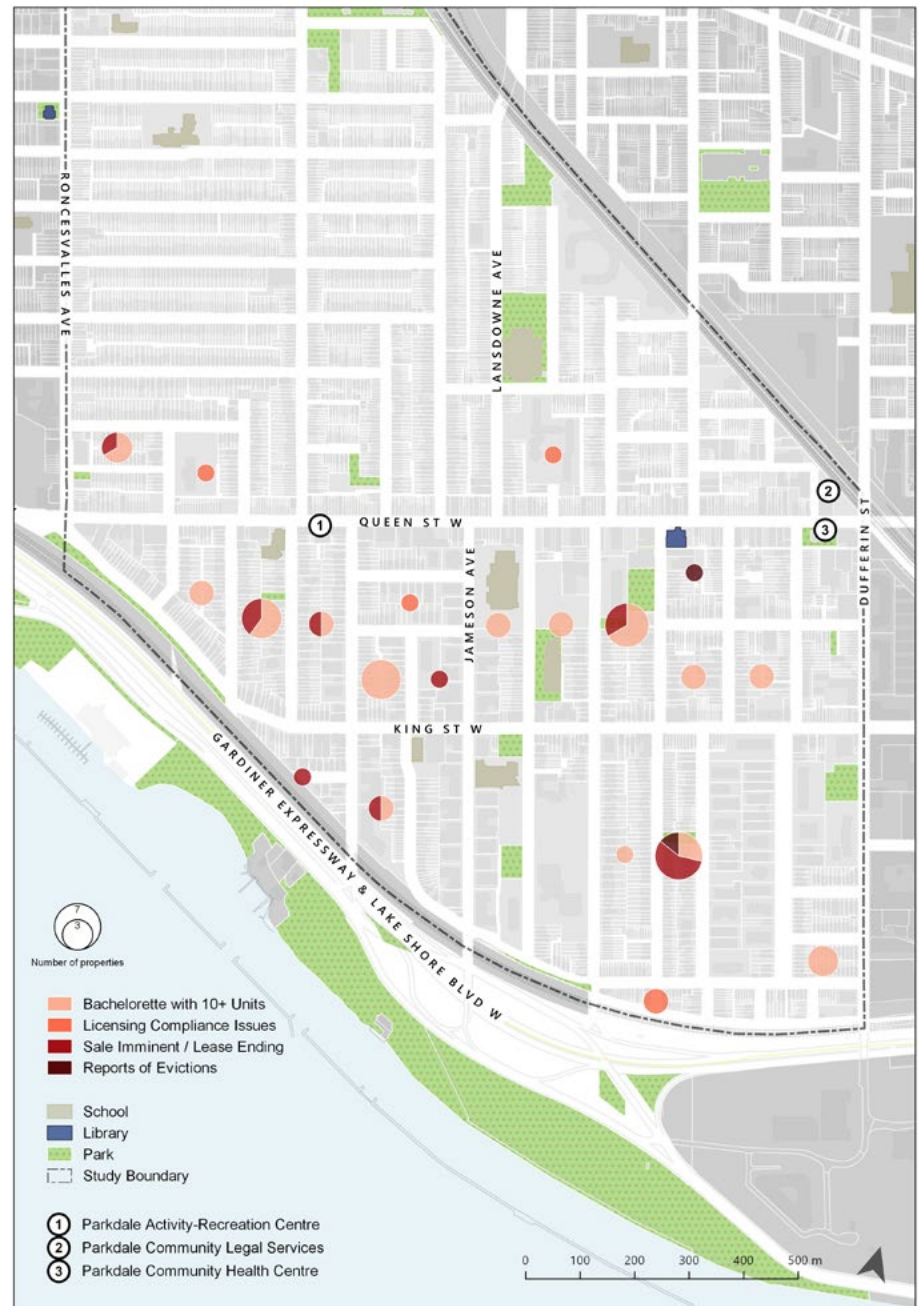 RONCESVALLES AVE
LANSDOWNE AVE
2
1
QUEEN ST W
3
DUFFERIN ST
JAMESON AVE
KING ST W
GARDINER EXPRESSWAY & LAKE SHORE BLVD W
7
3
Number of properties
Bachelorette with 10+ Units
Licensing Compliance Issues
Sale Imminent / Lease Ending
Reports of Evictions
School
Library
Park
Study Boundary
1 Parkdale Activity-Recreation Centre
2 Parkdale Community Legal Services
3 Parkdale Community Health Centre
0 100 200 300 400 500 m